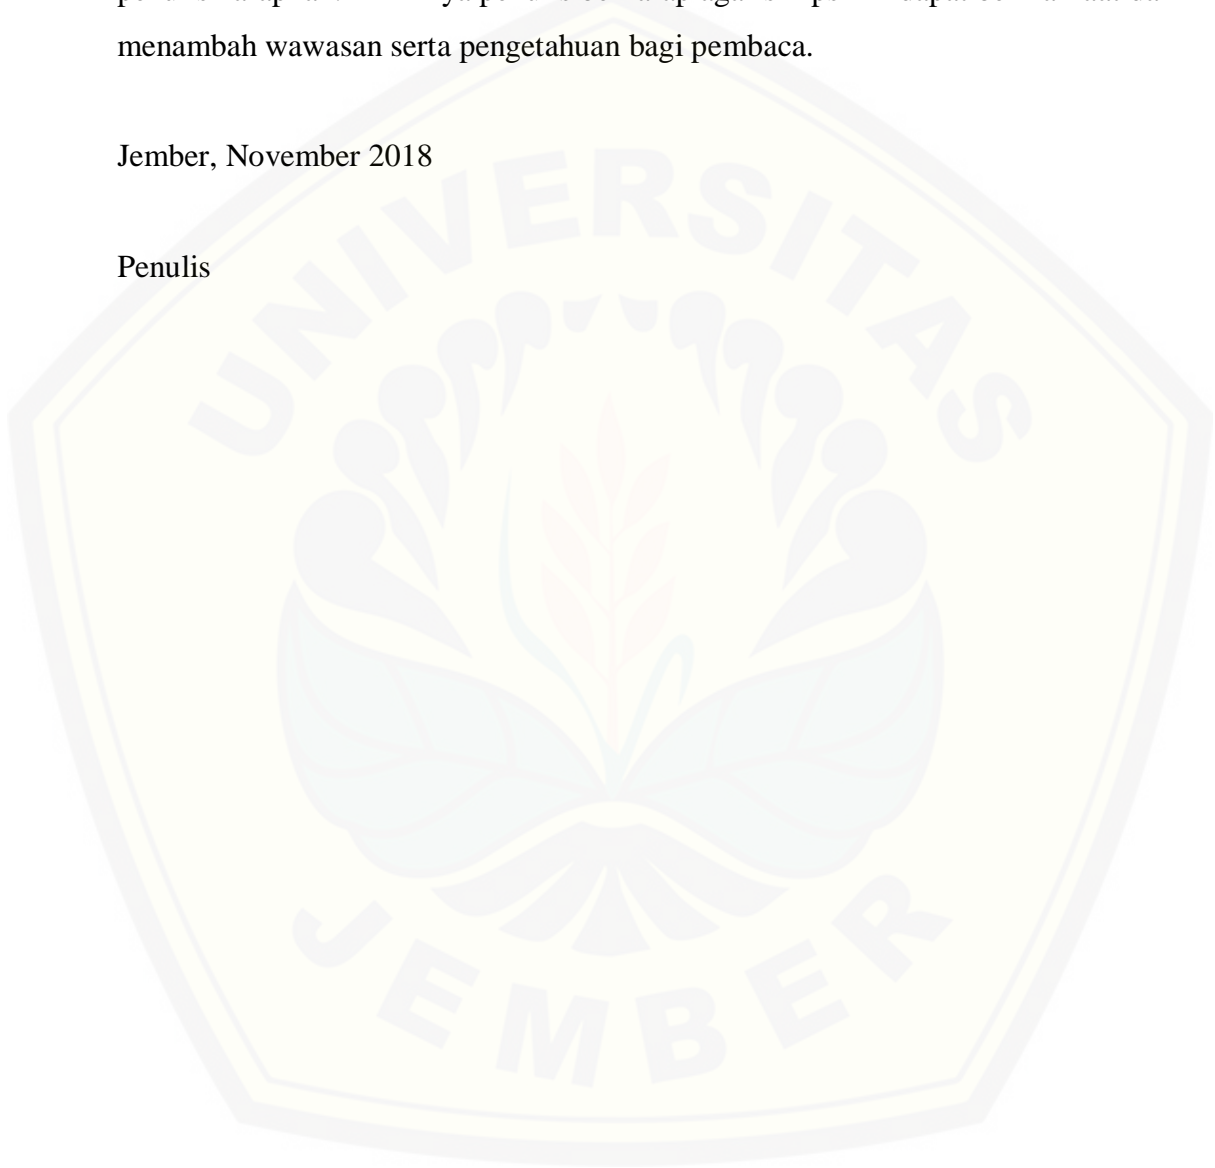 menambah wawasan serta pengetahuan bagi pembaca.
Jember, November 2018
Penulis
UNIVERSITAS
JEMBER